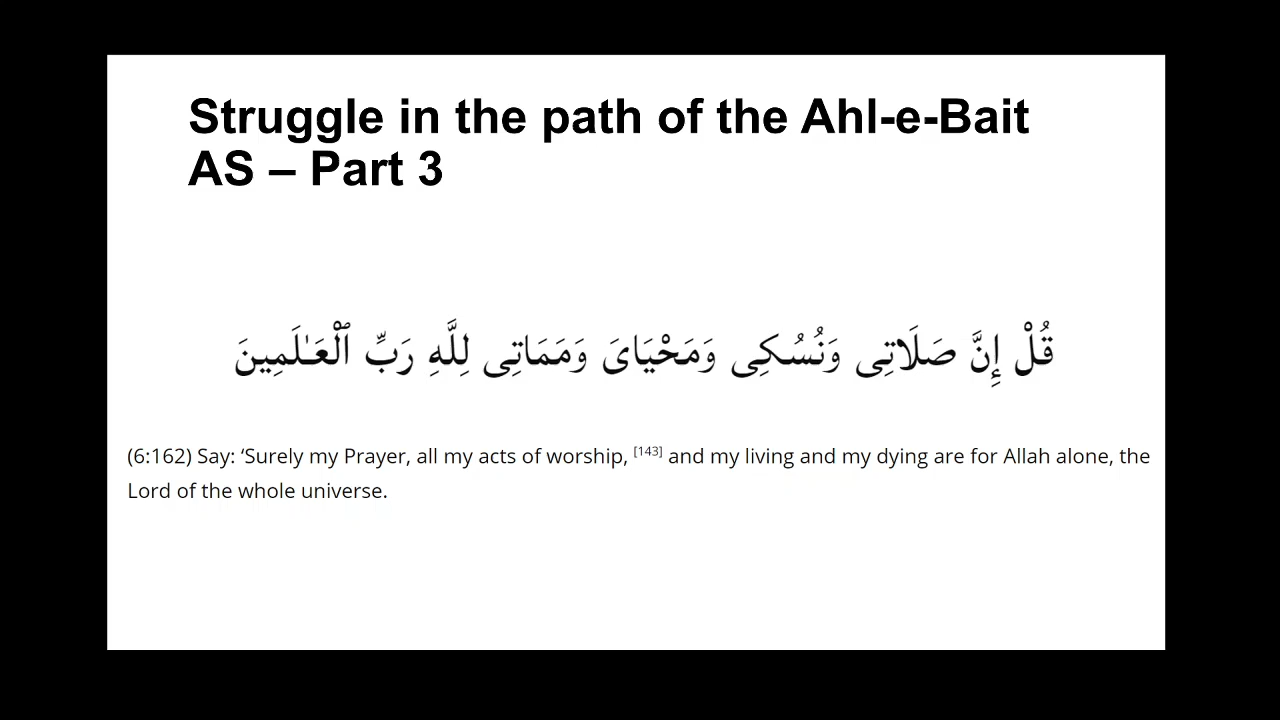 Struggle in the path of the Ahl-e-Bait
AS – Part 3
قُلْ إِنَّ صَلَاتِى وَنُسُكِى وَمَحْيَاىَ وَمَمَاتِى لِلَّهِ رَبِّ ٱلْعَـٰلَمِينَ
(6:162) Say: ‘Surely my Prayer, all my acts of worship, [143] and my living and my dying are for Allah alone, the
Lord of the whole universe.